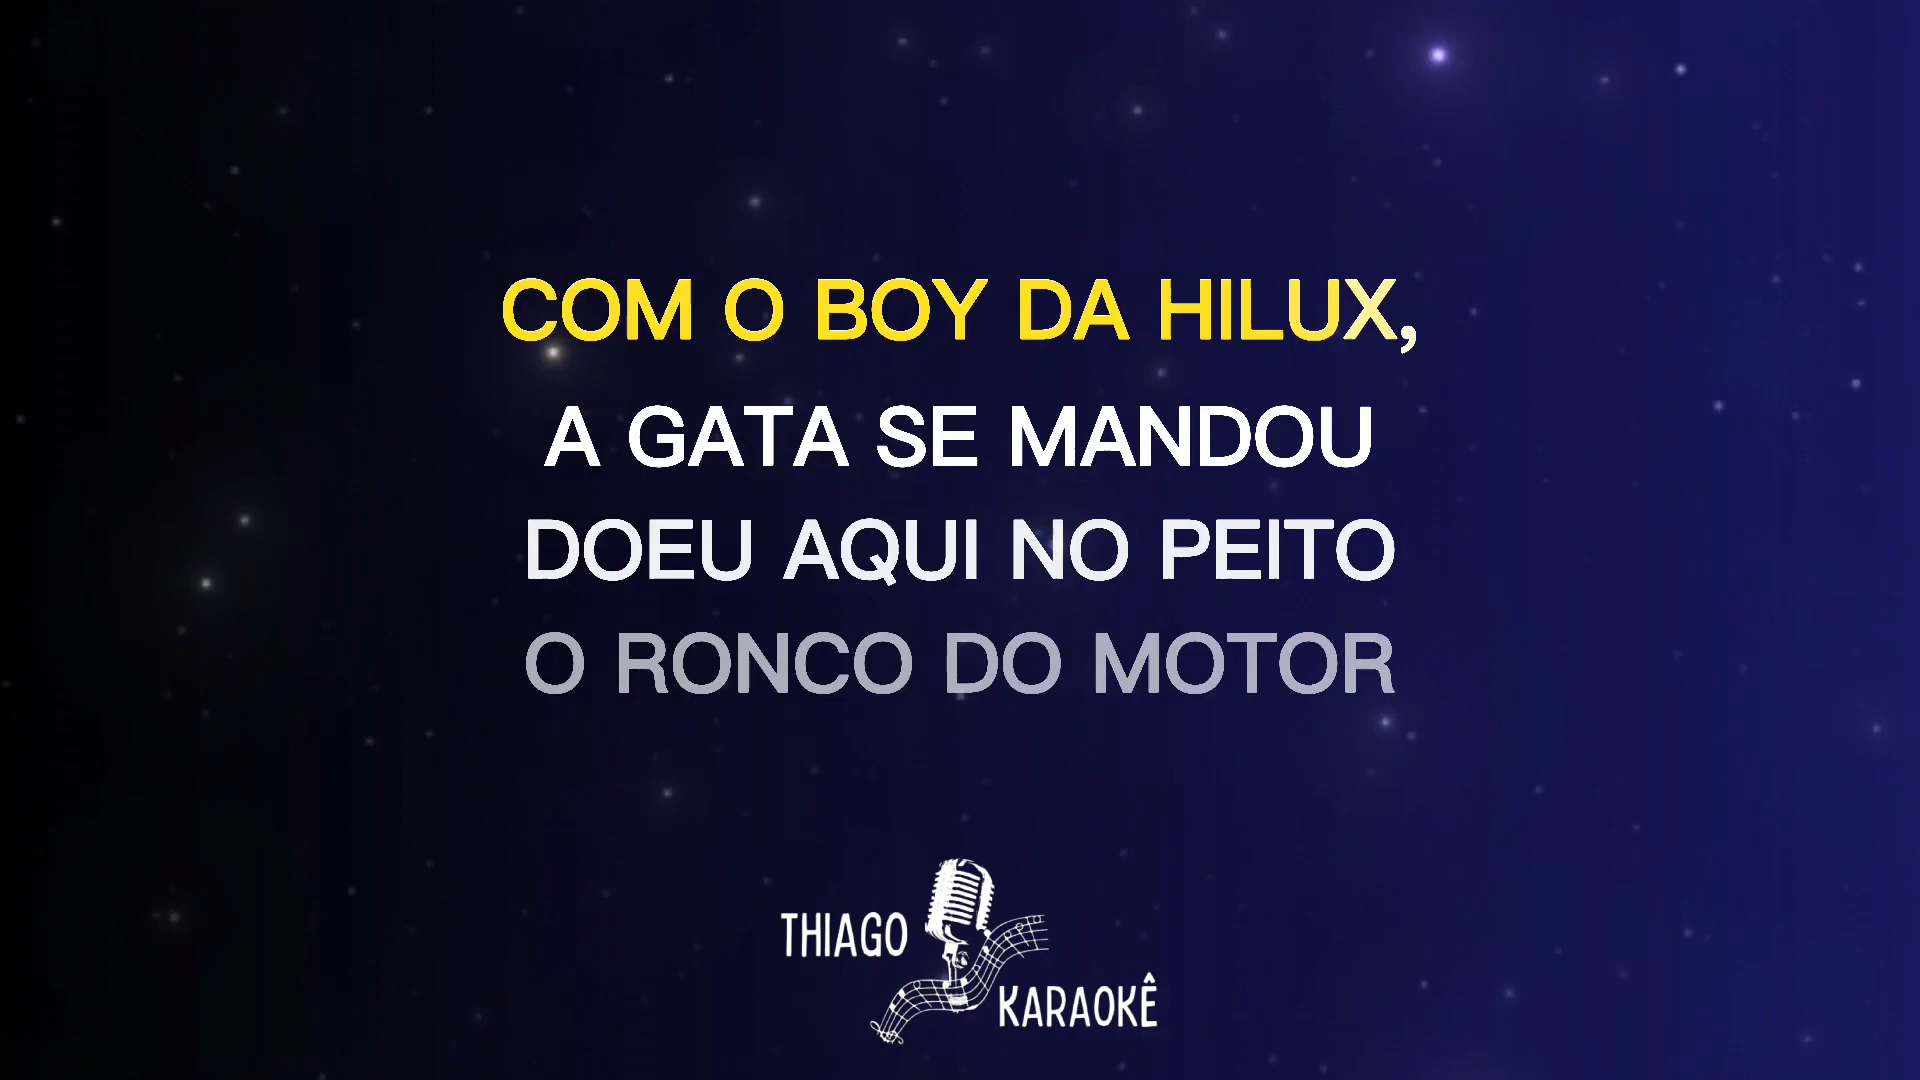 COM O BOY DA HILUX,
A GATA SE MANDOU
DOEU AQUI NO PEITO
O RONCO DO MOTOR
THIAGO
KARAOKÊ